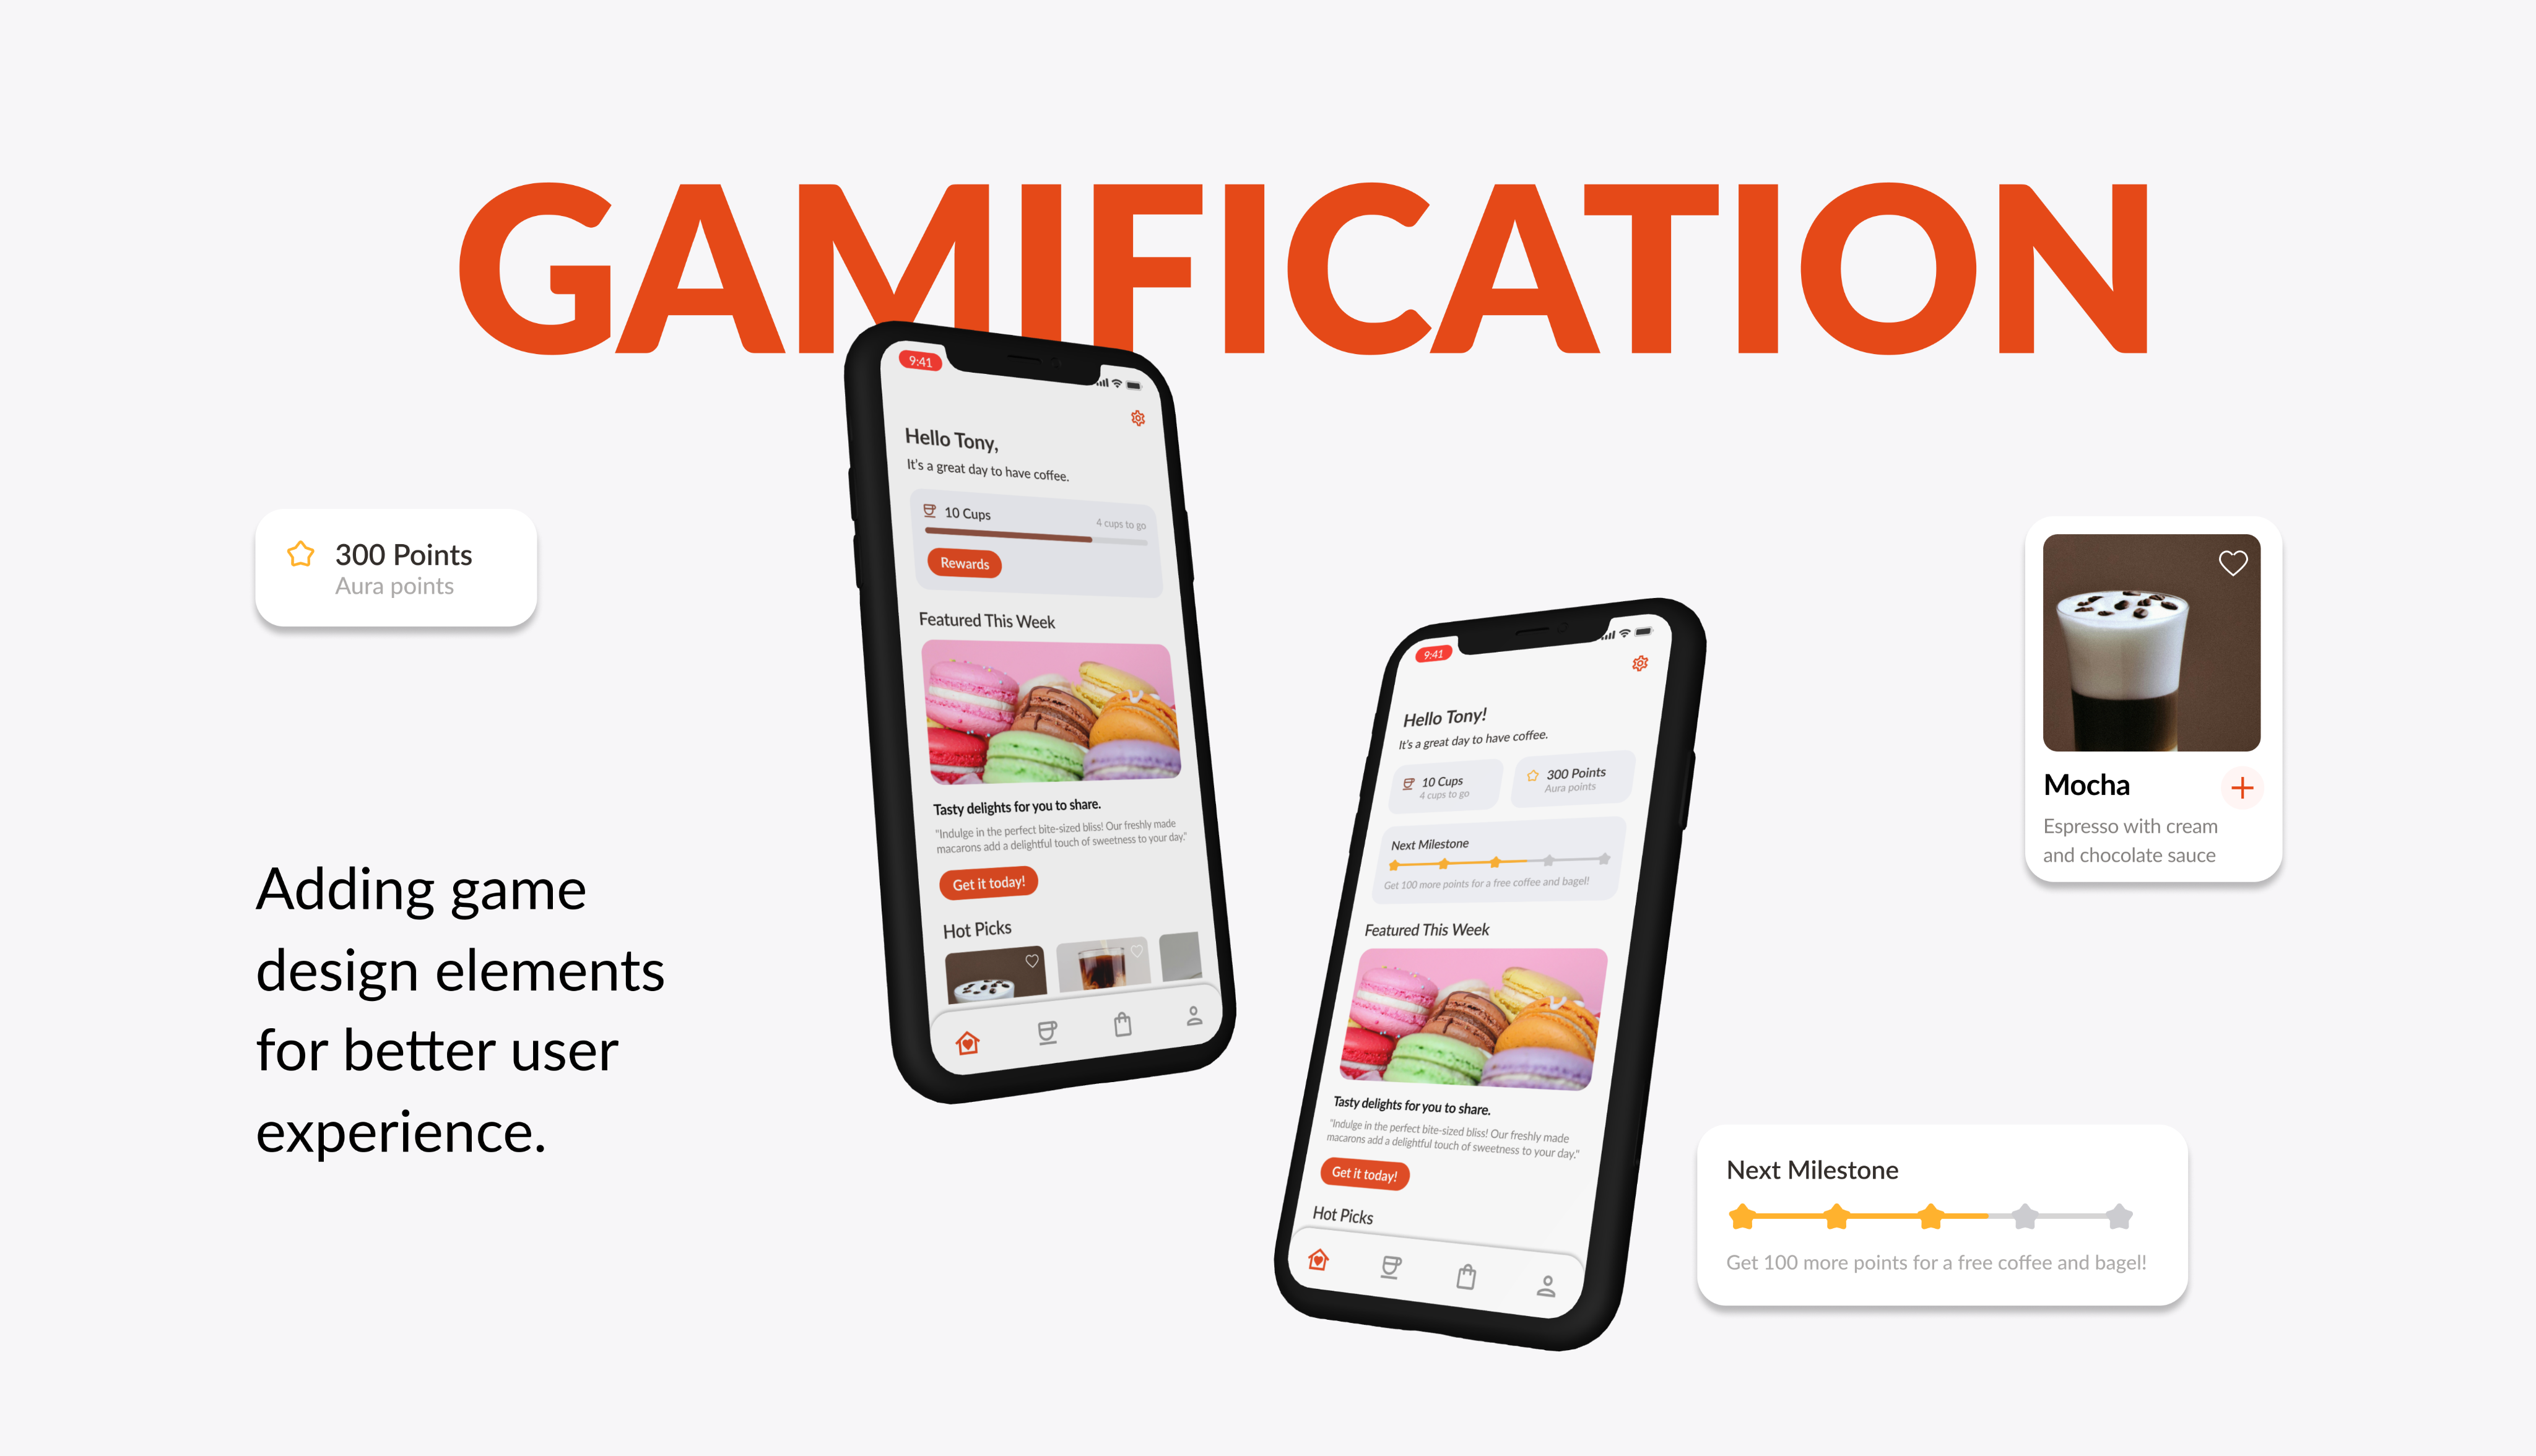 GAMIFICATION
300 Points
Aura points
Adding game
design elements
for better user
experience.
9:41
Hello Tony,
It's a great day to have coffee.
10 Cups
4 cups to go
Rewards
Featured This Week
Tasty delights for you to share.
"Indulge in the perfect bite-sized bliss! Our freshly made
macarons add a delightful touch of sweetness to your day."
Get it today!
Hot Picks
9:41
Hello Tony!
It's a great day to have coffee.
10 Cups
4 cups to go
300 Points
Aura points
Next Milestone
Get 100 more points for a free coffee and bagel!
Featured This Week
Tasty delights for you to share.
"Indulge in the perfect bite-sized bliss! Our freshly made
macarons add a delightful touch of sweetness to your day."
Get it today!
Hot Picks
Mocha
Espresso with cream
and chocolate sauce
Next Milestone
Get 100 more points for a free coffee and bagel!